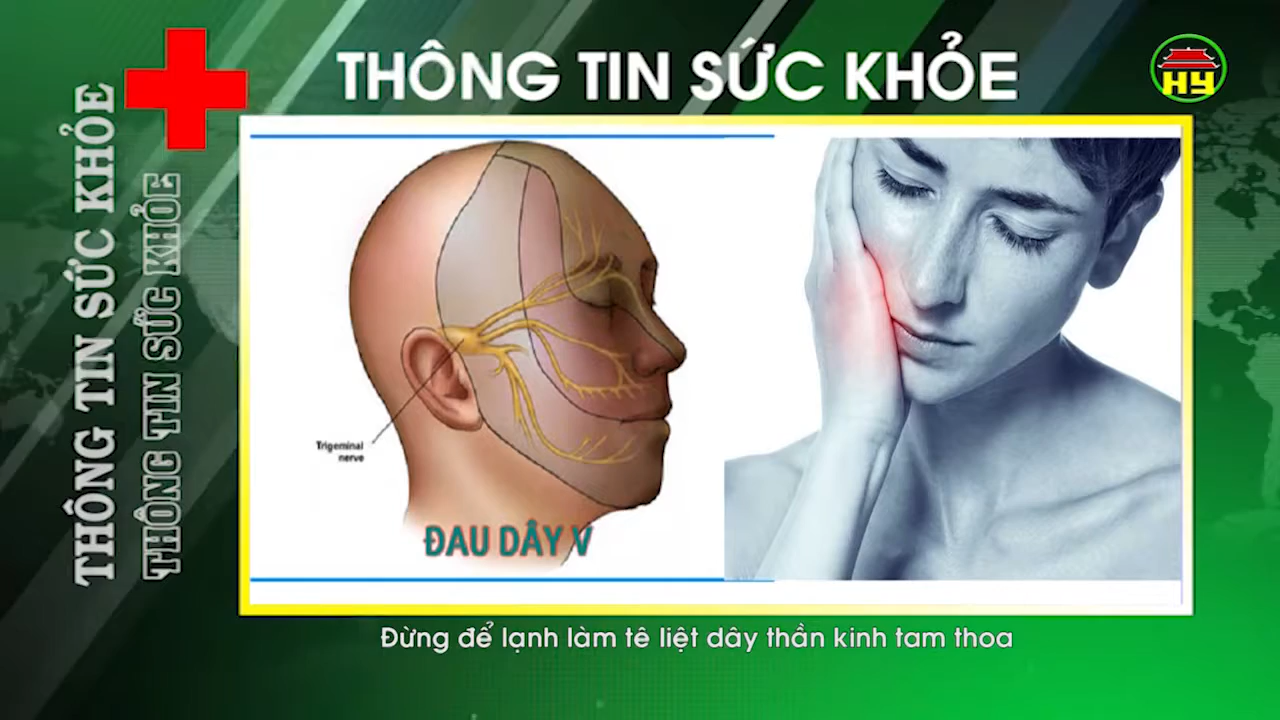 THÔNG TIN SỨC KHỎE
HY
THÔNG TIN SỨC KHỎE
THÔNG TIN SỨC KHỎE
Trigeminal
nerve
ĐAU DÂY V
Đừng để lạnh làm tê liệt dây thần kinh tam thoa